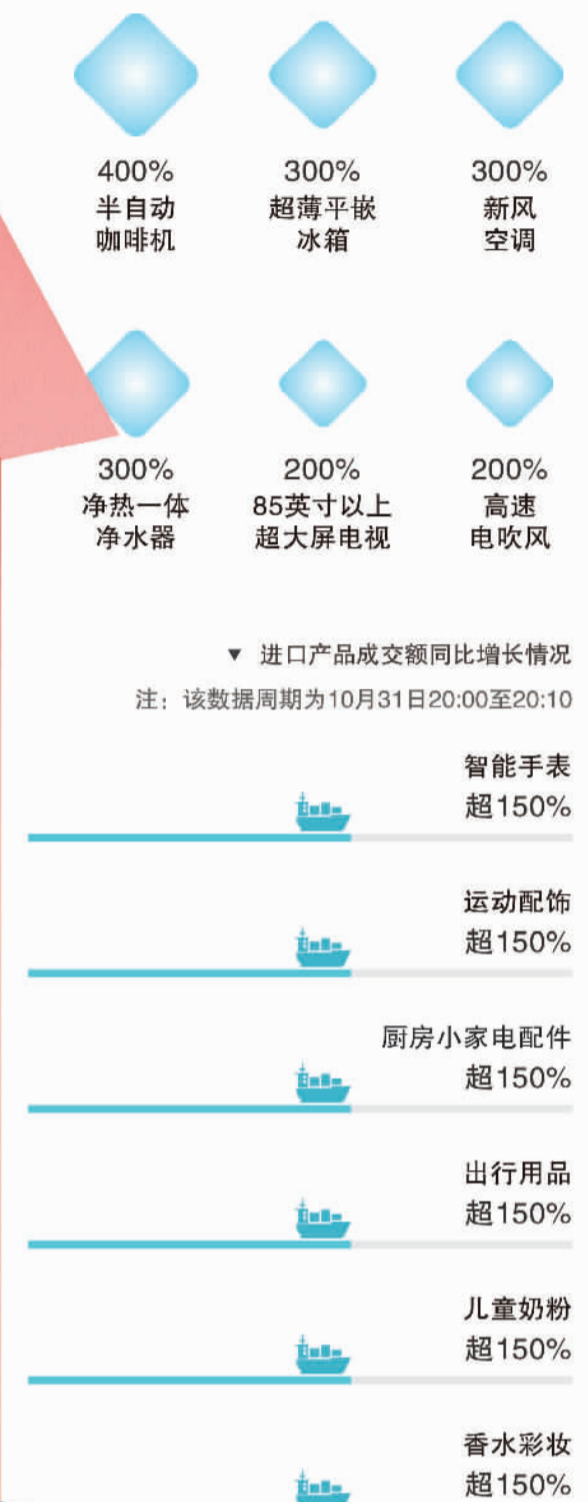 400%
半自动
咖啡机
300%
超薄平嵌
冰箱
300%
新风
空调
300%
净热一体
净水器
200%
85英寸以上
超大屏电视
200%
高速
电吹风
▼ 进口产品成交额同比增长情况
注：该数据周期为10月31日20:00至20:10
智能手表
超150%
运动配饰
超150%
厨房小家电配件
超150%
出行用品
超150%
儿童奶粉
超150%
香水彩妆
超150%